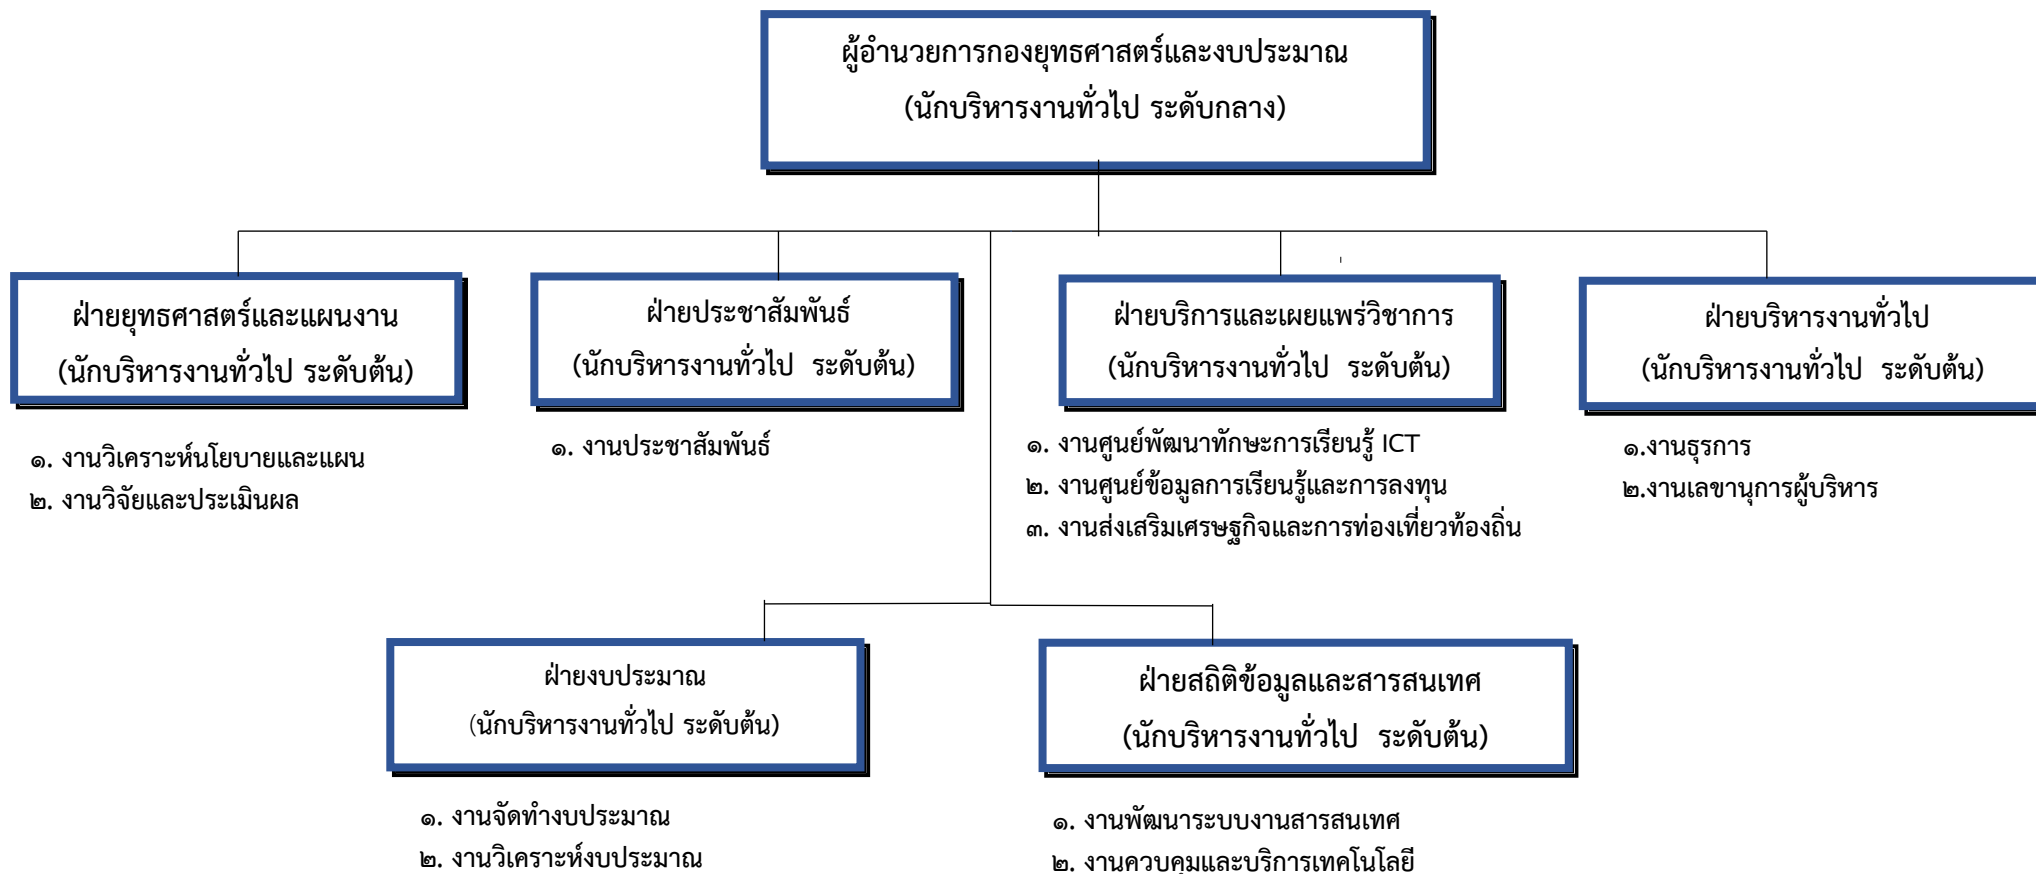 ผู้อำนวยการกองยุทธศาสตร์และงบประมาณ
(นักบริหารงานทั่วไป ระดับกลาง)
ฝ่ายยุทธศาสตร์และแผนงาน
(นักบริหารงานทั่วไป ระดับต้น)
๑. งานวิเคราะห์นโยบายและแผน
๒. งานวิจัยและประเมินผล
ฝ่ายประชาสัมพันธ์
(นักบริหารงานทั่วไป ระดับต้น)
๑. งานประชาสัมพันธ์
ฝ่ายบริการและเผยแพร่วิชาการ
(นักบริหารงานทั่วไป ระดับต้น)
๑. งานศูนย์พัฒนาทักษะการเรียนรู้ ICT
๒. งานศูนย์ข้อมูลการเรียนรู้และการลงทุน
๓. งานส่งเสริมเศรษฐกิจและการท่องเที่ยวท้องถิ่น
ฝ่ายบริหารงานทั่วไป
(นักบริหารงานทั่วไป ระดับต้น)
๑.งานธุรการ
๒.งานเลขานุการผู้บริหาร
ฝ่ายงบประมาณ
(นักบริหารงานทั่วไป ระดับต้น)
๑. งานจัดทำงบประมาณ
๒. งานวิเคราะห์งบประมาณ
ฝ่ายสถิติข้อมูลและสารสนเทศ
(นักบริหารงานทั่วไป ระดับต้น)
๑. งานพัฒนาระบบงานสารสนเทศ
๒. งานควบคุมและบริการเทคโนโลยี